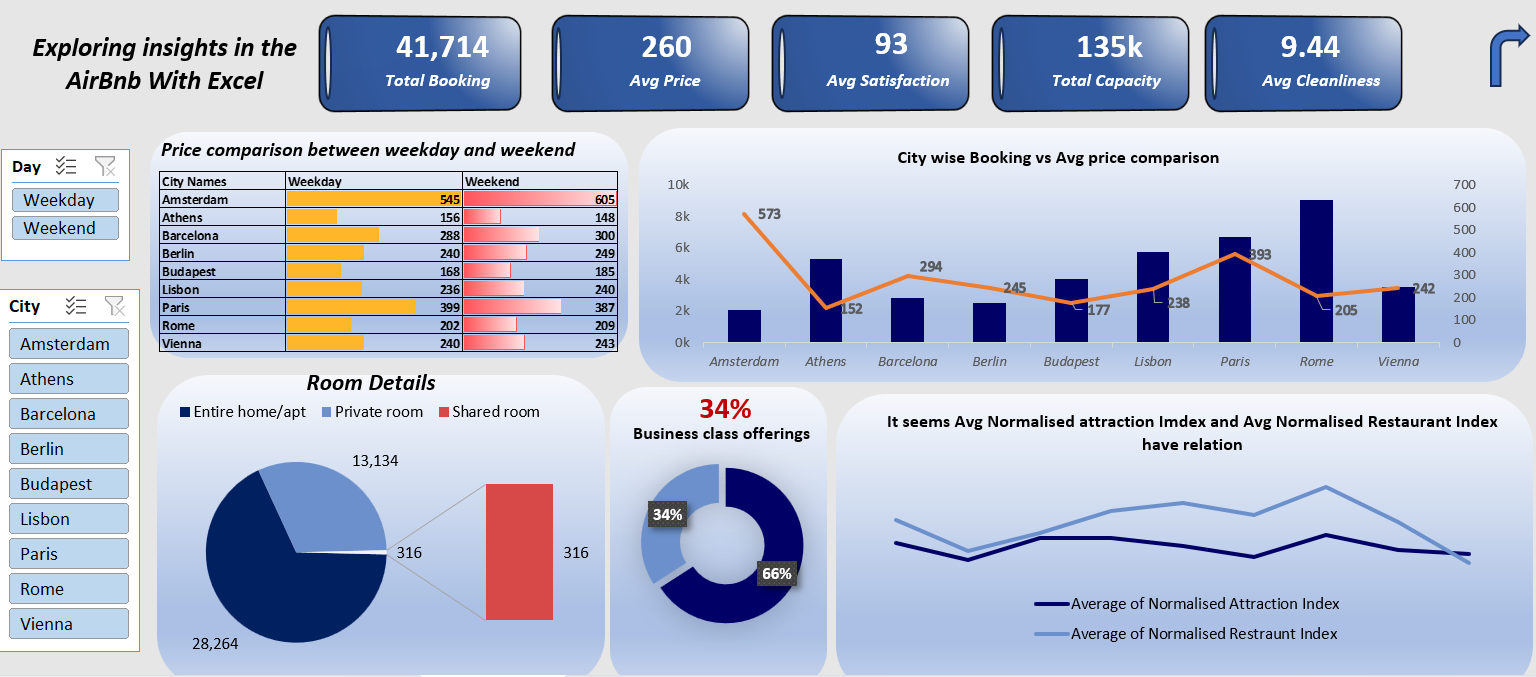 Exploring insights in the
AirBnb With Excel
41,714
Total Booking
260
Avg Price
93
Avg Satisfaction
135k
Total Capacity
9.44
Avg Cleanliness
Day
Weekday
Weekend
City
Amsterdam
Athens
Barcelona
Berlin
Budapest
Lisbon
Paris
Rome
Vienna
Price comparison between weekday and weekend
City Names Weekday Weekend
Amsterdam 545 605
Athens 156 148
Barcelona 288 300
Berlin 240 249
Budapest 168 185
Lisbon 236 240
Paris 399 387
Rome 202 209
Vienna 240 243
City wise Booking vs Avg price comparison
10k
8k
6k
4k
2k
0k
573
152
294
245
177
238
393
205
242
700
600
500
400
300
200
100
0
Amsterdam Athens Barcelona Berlin Budapest Lisbon Paris Rome Vienna
Room Details
Entire home/apt Private room Shared room
13,134
316
316
28,264
34%
Business class offerings
34%
66%
It seems Avg Normalised attraction Imdex and Avg Normalised Restaurant Index
have relation
Average of Normalised Attraction Index
Average of Normalised Restraunt Index